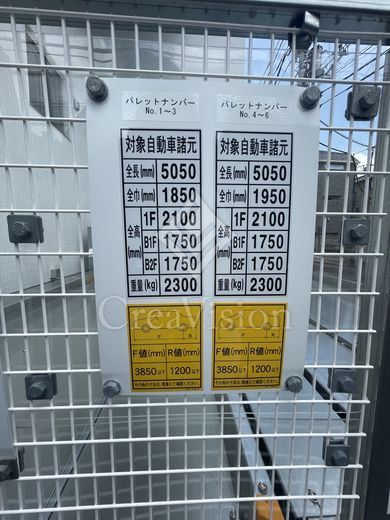 パレットナンバー
No. 1～3
対象自動車諸元
全長(mm) 5050
全巾(mm) 1850
全高(mm) 1F 2100
B1F 1750
B2F 1750
重量(kg) 2300
F R
F値(mm) R値(mm)
3850以下 1200以下
パレットナンバー
No. 4～6
対象自動車諸元
全長(mm) 5050
全巾(mm) 1950
全高(mm) 1F 2100
B1F 1750
B2F 1750
重量(kg) 2300
F R
F値(mm) R値(mm)
3850以下 1200以下
CreaVision